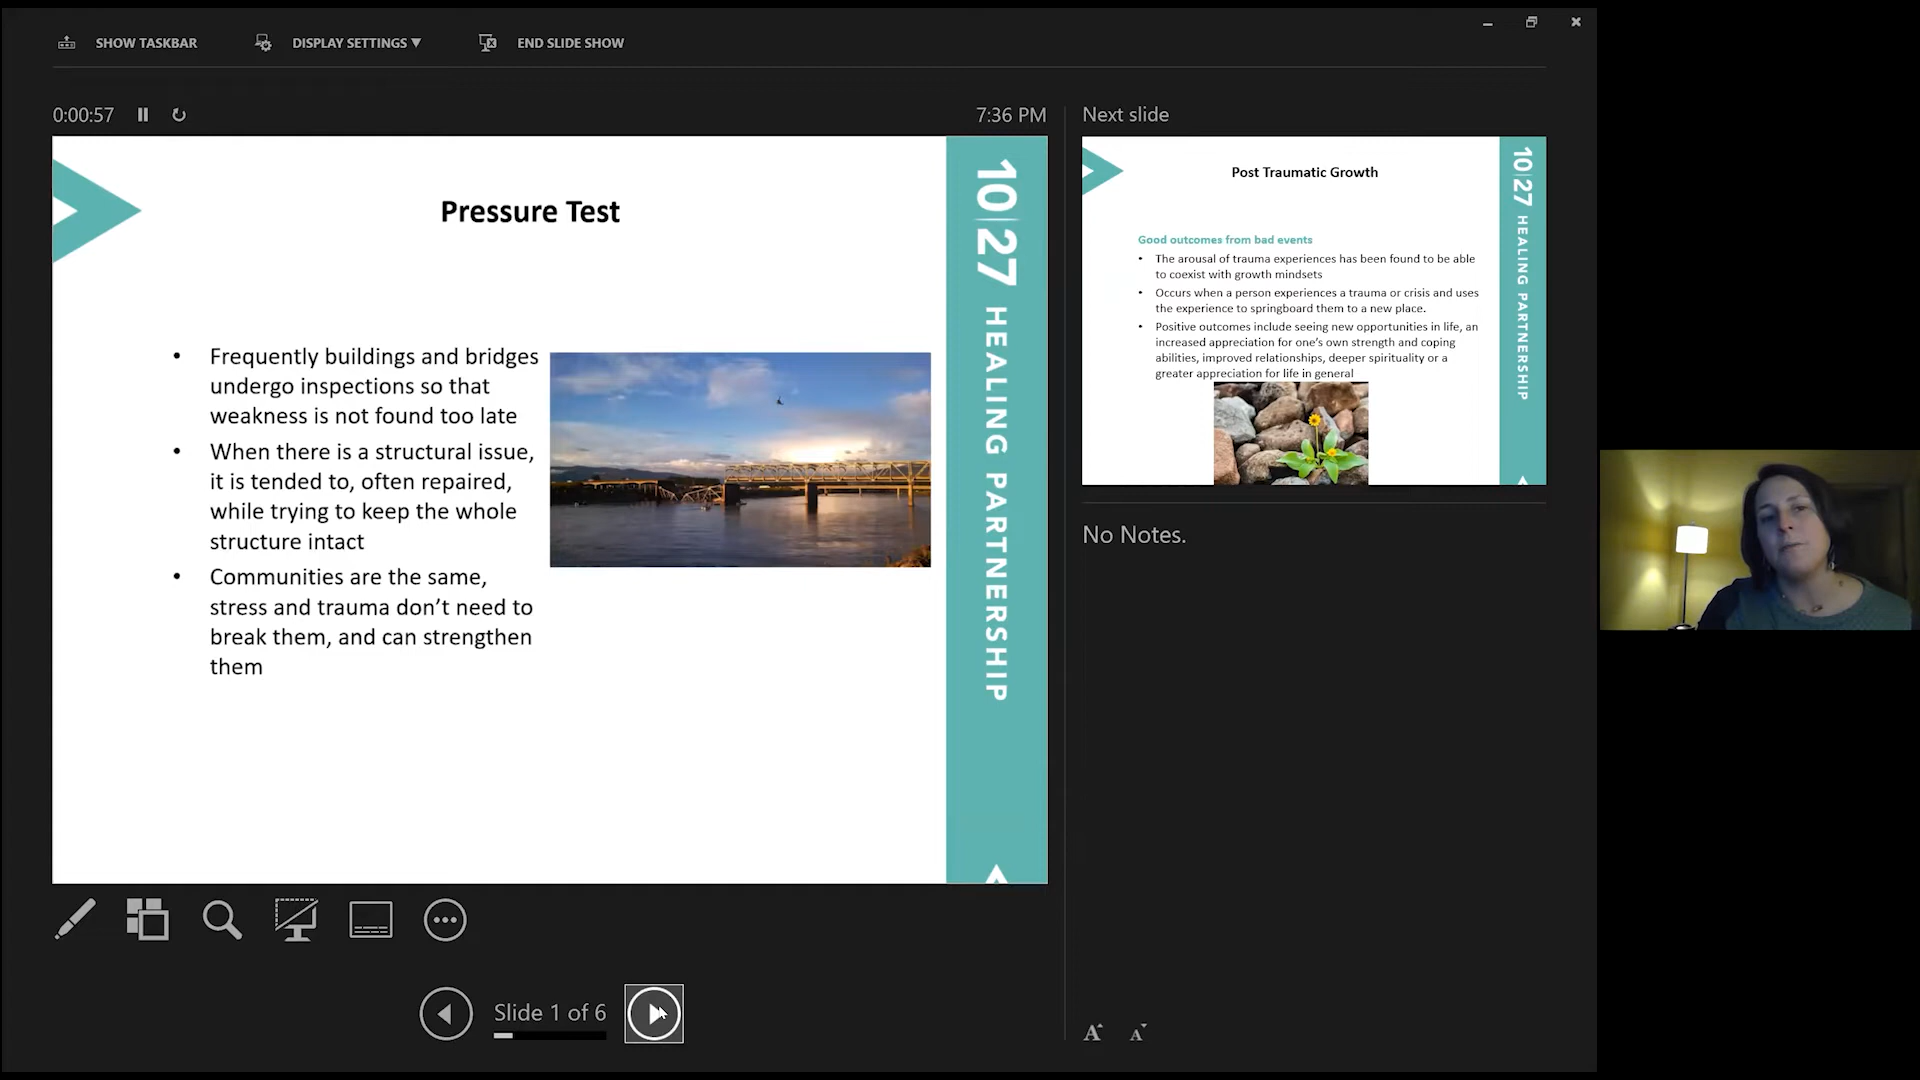 SHOW TASKBAR
DISPLAY SETTINGS ▼
END SLIDE SHOW
0:00:57
7:36 PM
Pressure Test
• Frequently buildings and bridges
undergo inspections so that
weakness is not found too late
• When there is a structural issue,
it is tended to, often repaired,
while trying to keep the whole
structure intact
• Communities are the same,
stress and trauma don’t need to
break them, and can strengthen
them
10|27 HEALING PARTNERSHIP
Slide 1 of 6
Next slide
Post Traumatic Growth
Good outcomes from bad events
• The arousal of trauma experiences has been found to be able
to coexist with growth mindsets
• Occurs when a person experiences a trauma or crisis and uses
the experience to springboard them to a new place.
• Positive outcomes include seeing new opportunities in life, an
increased appreciation for one’s own strength and coping
abilities, improved relationships, deeper spirituality or a
greater appreciation for life in general
10|27 HEALING PARTNERSHIP
No Notes.
A A